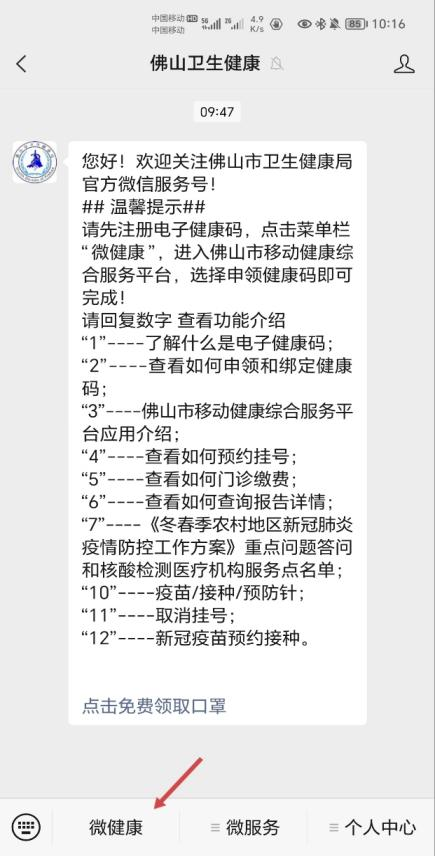 中国移动 HD 5G 2G 4.9 K/s 85 10:16
中国移动
佛山卫生健康
09:47
您好！欢迎关注佛山市卫生健康局
官方微信服务号！
## 温馨提示##
请先注册电子健康码，点击菜单栏
“微健康”，进入佛山市移动健康综
合服务平台，选择申领健康码即可
完成！
请回复数字 查看功能介绍
“1”----了解什么是电子健康码；
“2”----查看如何申领和绑定健康
码；
“3”----佛山市移动健康综合服务平
台应用介绍；
“4”----查看如何预约挂号；
“5”----查看如何门诊缴费；
“6”----查看如何查询报告详情；
“7”----《冬春季农村地区新冠肺炎
疫情防控工作方案》重点问题答问
和核酸检测医疗机构服务点名单；
“10”----疫苗/接种/预防针；
“11”----取消挂号；
“12”----新冠疫苗预约接种。
点击免费领取口罩
微健康 微服务 个人中心